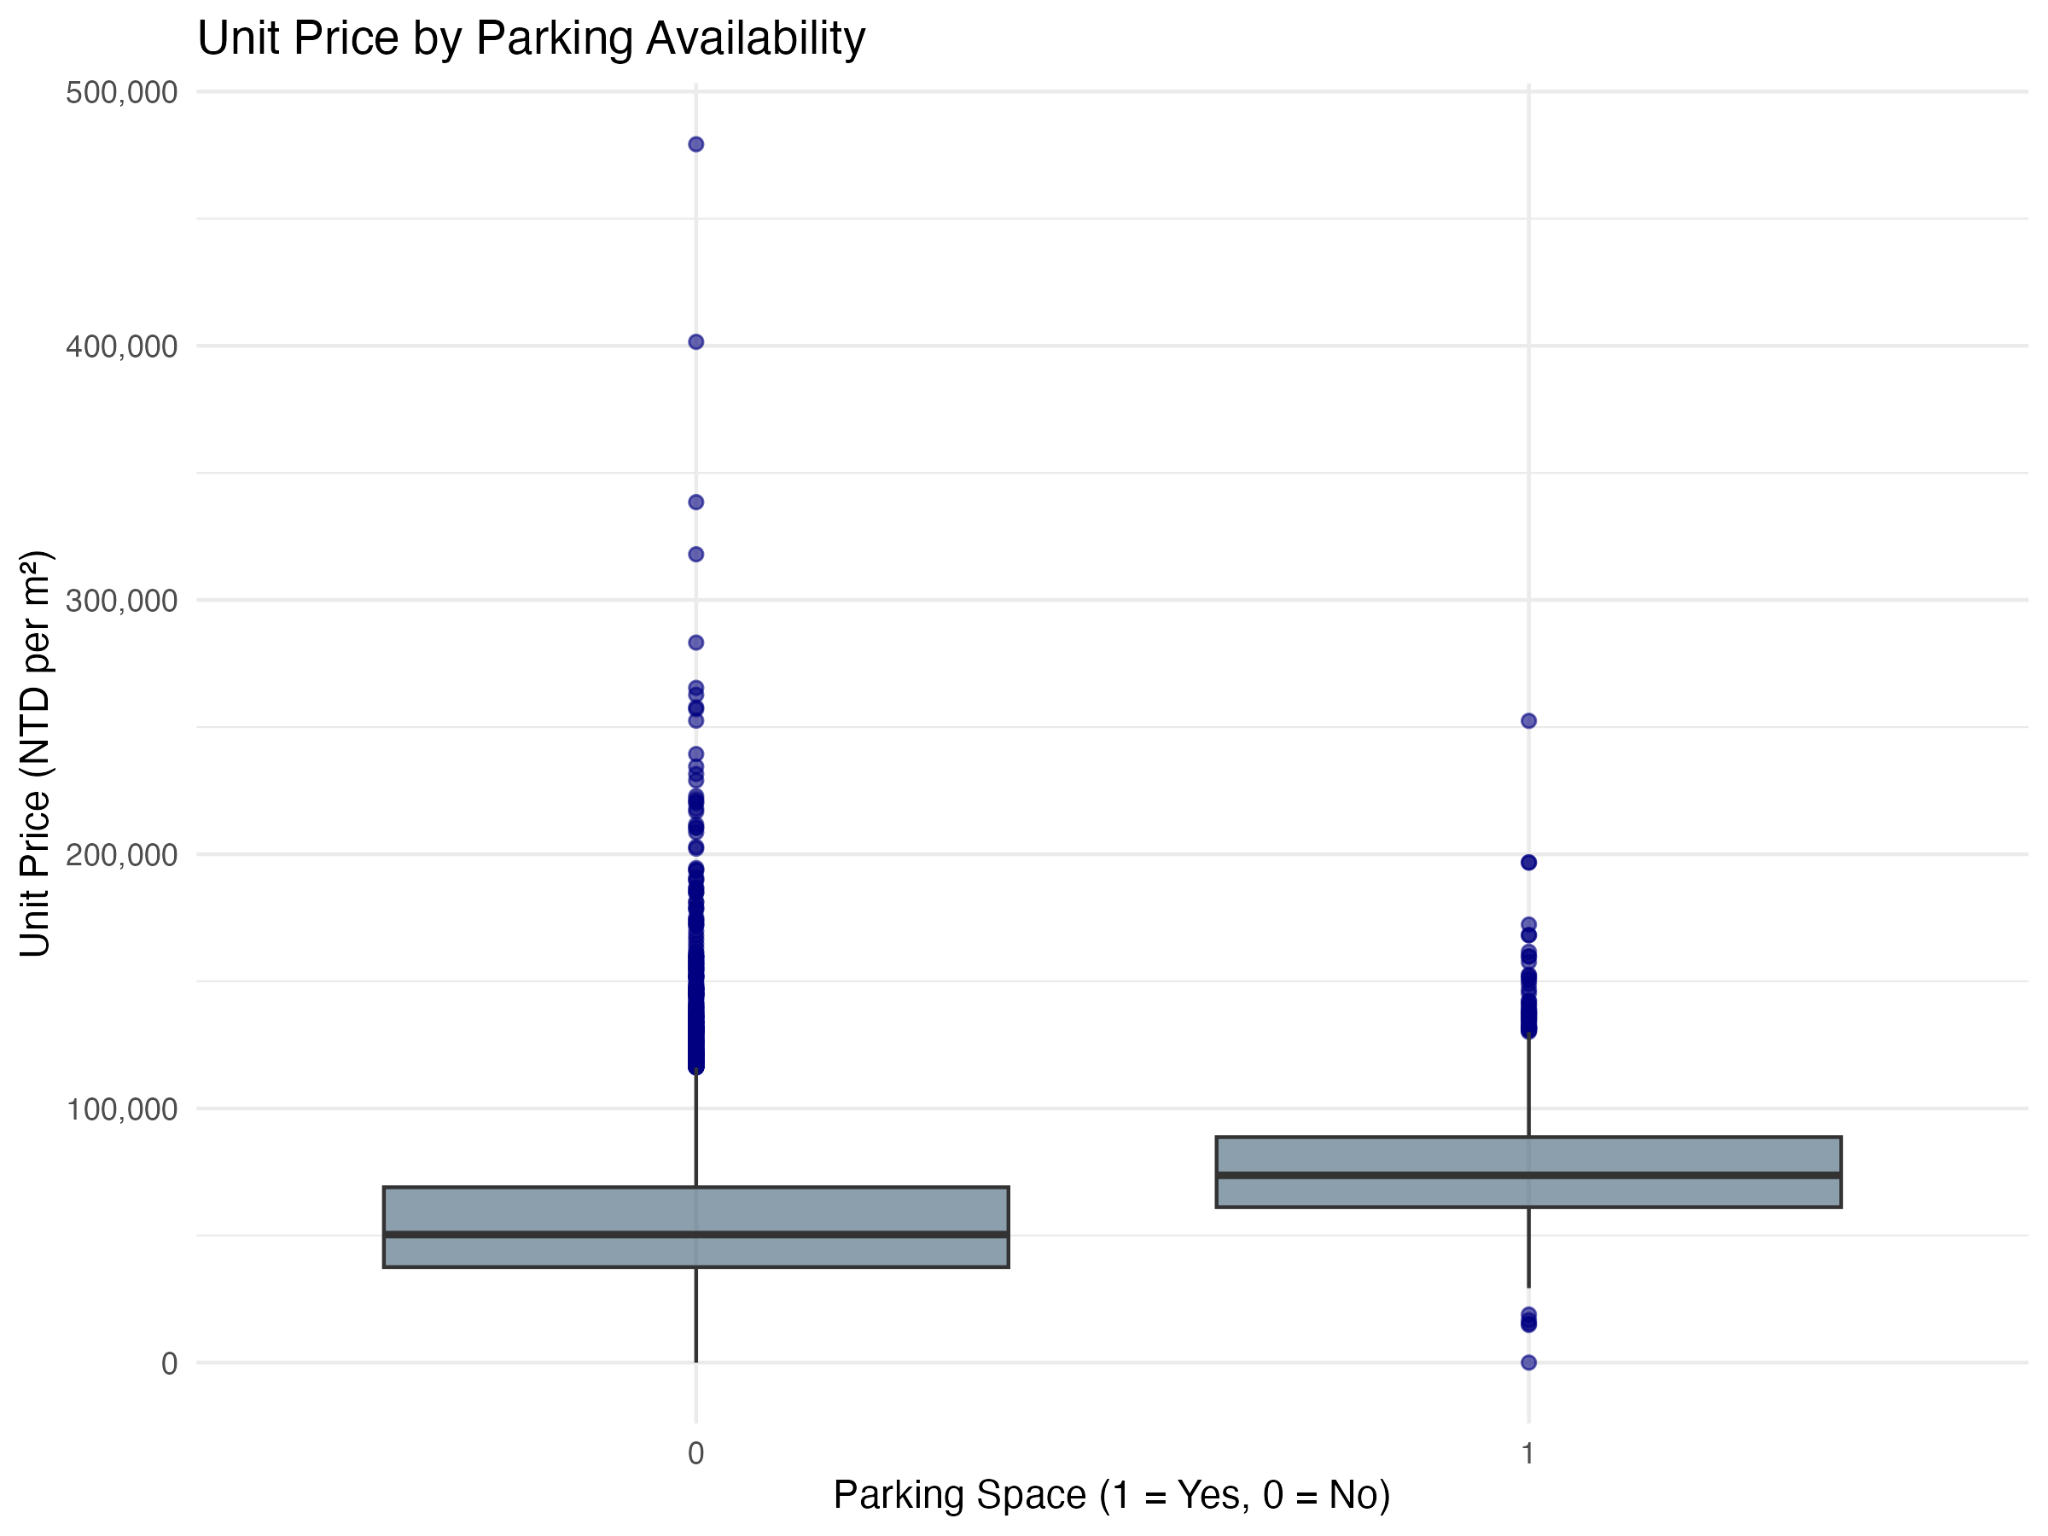 Unit Price by Parking Availability
Unit Price (NTD per m²)
500,000
400,000
300,000
200,000
100,000
0
0
1
Parking Space (1 = Yes, 0 = No)